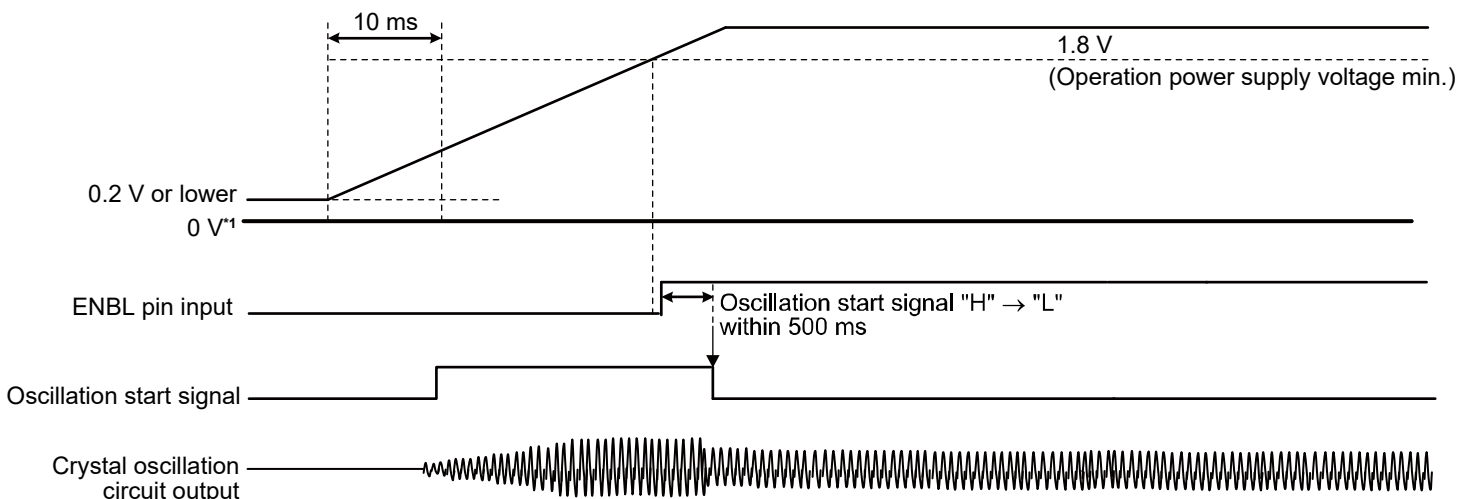 10 ms
1.8 V
(Operation power supply voltage min.)
0.2 V or lower
0 V*1
ENBL pin input
Oscillation start signal "H" → "L"
within 500 ms
Oscillation start signal
Crystal oscillation
circuit output